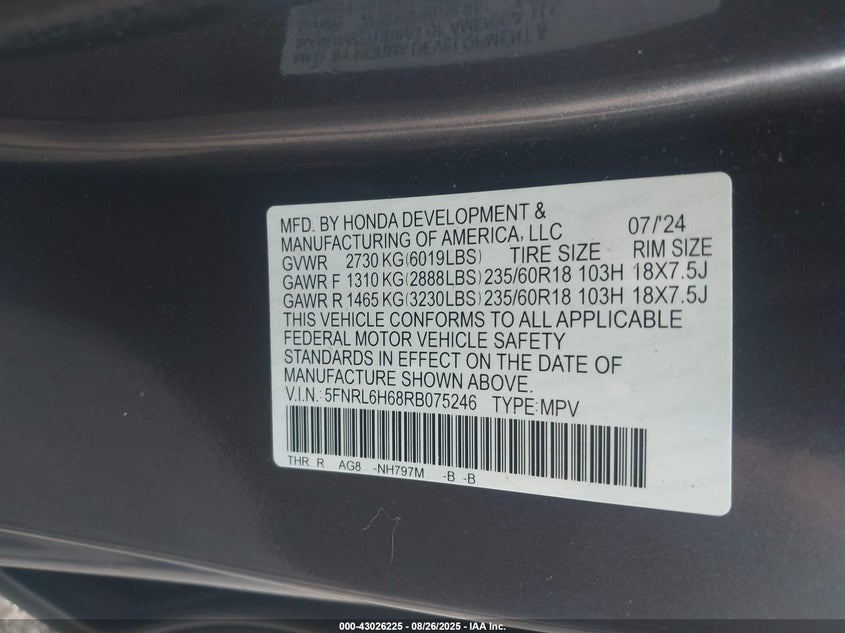 MFD. BY HONDA DEVELOPMENT &
MANUFACTURING OF AMERICA, LLC 07/'24
GVWR 2730 KG(6019LBS) TIRE SIZE RIM SIZE
GAWR F 1310 KG(2888LBS) 235/60R18 103H 18X7.5J
GAWR R 1465 KG(3230LBS) 235/60R18 103H 18X7.5J
THIS VEHICLE CONFORMS TO ALL APPLICABLE
FEDERAL MOTOR VEHICLE SAFETY
STANDARDS IN EFFECT ON THE DATE OF
MANUFACTURE SHOWN ABOVE.
V.I.N.: 5FNRL6H68RB075246 TYPE:MPV
THR R AG8 -NH797M -B -B
000-43026225 - 08/26/2025 - IAA Inc.